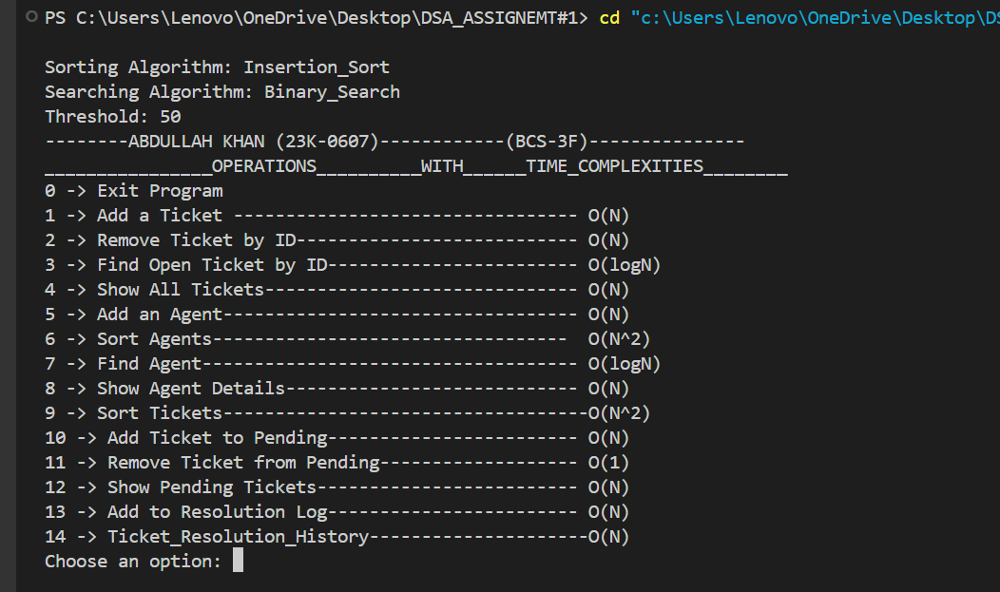 PS C:\Users\Lenovo\OneDrive\Desktop\DSA_ASSIGNEMT#1> cd "c:\Users\Lenovo\OneDrive\Desktop\DS
Sorting Algorithm: Insertion_Sort
Searching Algorithm: Binary_Search
Threshold: 50
--------ABDULLAH KHAN (23K-0607)------------(BCS-3F)---------------
________________OPERATIONS__________WITH______TIME_COMPLEXITIES________
0 -> Exit Program
1 -> Add a Ticket --------------------------------- O(N)
2 -> Remove Ticket by ID--------------------------- O(N)
3 -> Find Open Ticket by ID------------------------ O(logN)
4 -> Show All Tickets------------------------------ O(N)
5 -> Add an Agent---------------------------------- O(N)
6 -> Sort Agents----------------------------------  O(N^2)
7 -> Find Agent------------------------------------ O(logN)
8 -> Show Agent Details---------------------------- O(N)
9 -> Sort Tickets-----------------------------------O(N^2)
10 -> Add Ticket to Pending------------------------ O(N)
11 -> Remove Ticket from Pending------------------- O(1)
12 -> Show Pending Tickets------------------------- O(N)
13 -> Add to Resolution Log------------------------ O(N)
14 -> Ticket_Resolution_History---------------------O(N)
Choose an option: